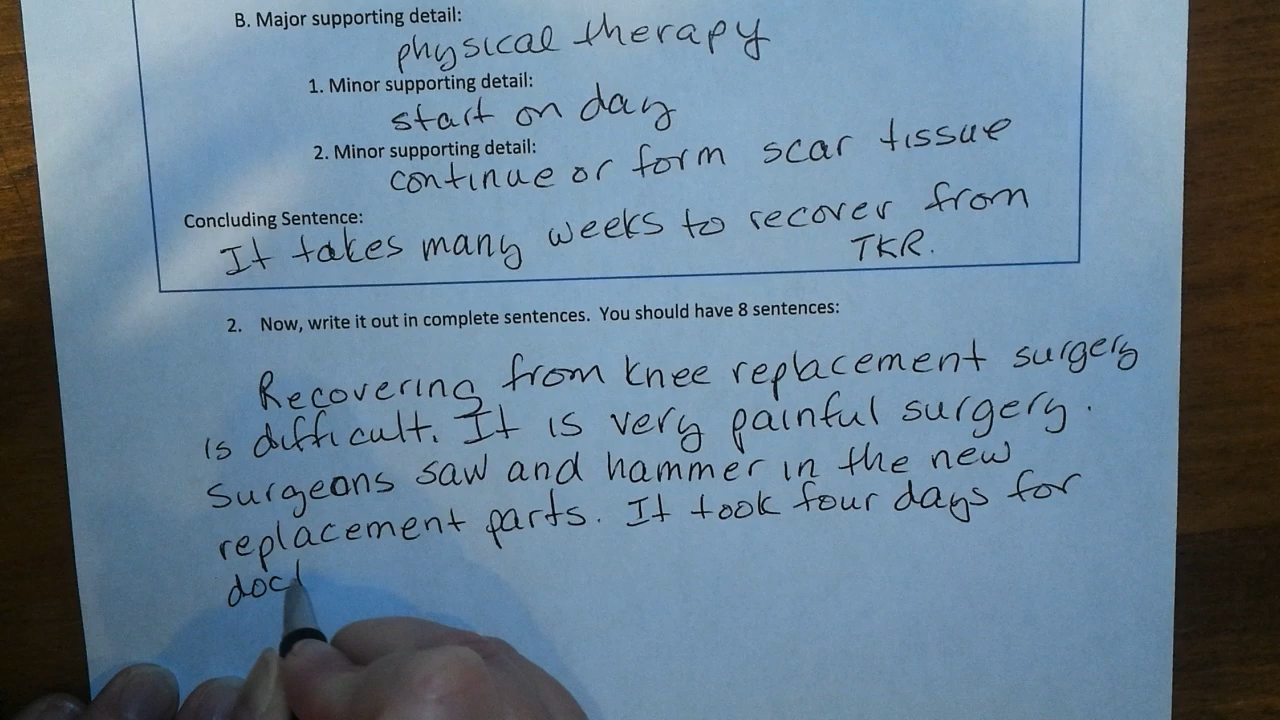 B. Major supporting detail:
physical therapy
1. Minor supporting detail:
start on day
2. Minor supporting detail:
continue or form scar tissue
Concluding Sentence:
It takes many weeks to recover from
TKR.
2. Now, write it out in complete sentences. You should have 8 sentences:
Recovering from knee replacement surgery
is difficult. It is very painful surgery.
Surgeons saw and hammer in the new
replacement parts. It took four days for
doc